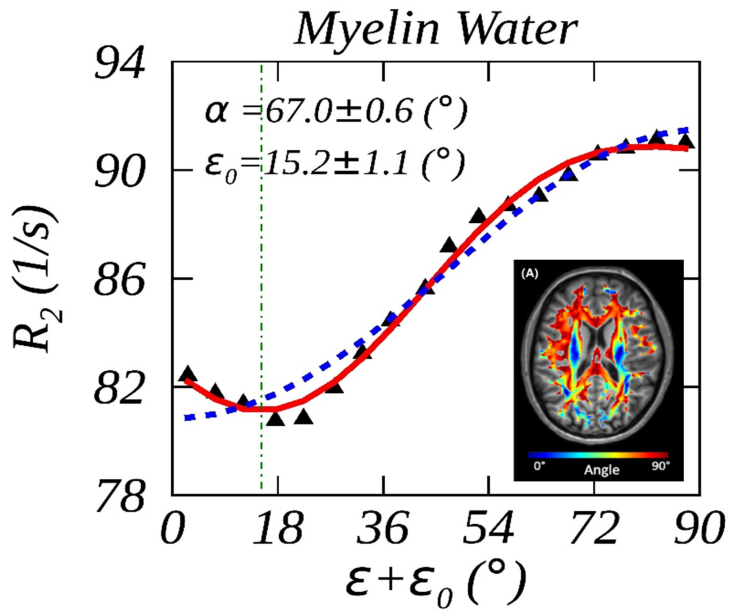 Myelin Water
94
α =67.0±0.6 (°)
ε0=15.2±1.1 (°)
90
R2 (1/s)
86
(A)
82
0° Angle 90°
78
0 18 36 54 72 90
ε+ε0 (°)